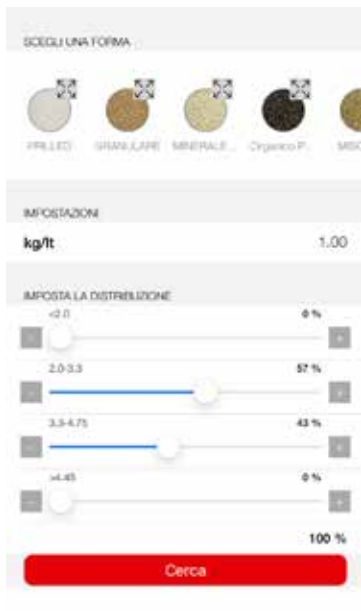 SCEGLI UNA FORMA
PRILLED GRANULARE MINERALE... Organico P... MISC
IMPOSTAZIONI
kg/lt 1.00
IMPOSTA LA DISTRIBUZIONE
<2.0 0 %
2.0-3.3 57 %
3.3-4.75 43 %
>4.45 0 %
100 %
Cerca